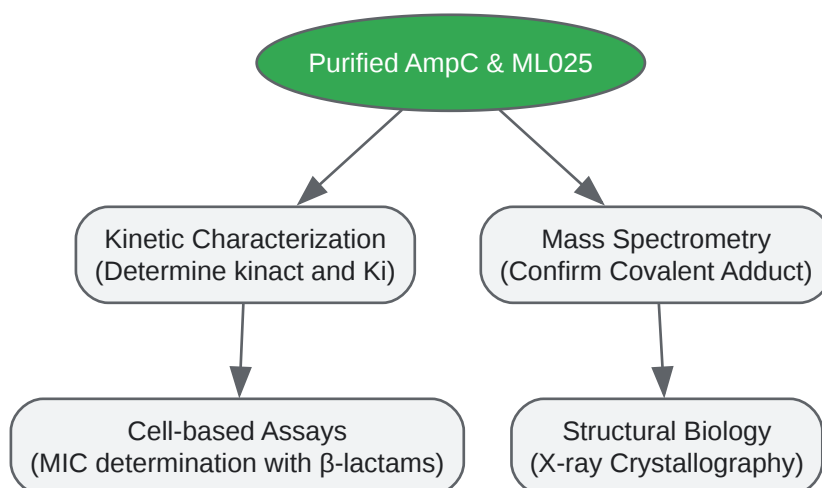 Purified AmpC & ML025
Kinetic Characterization
(Determine kinact and Ki)
Mass Spectrometry
(Confirm Covalent Adduct)
Cell-based Assays
(MIC determination with β-lactams)
Structural Biology
(X-ray Crystallography)